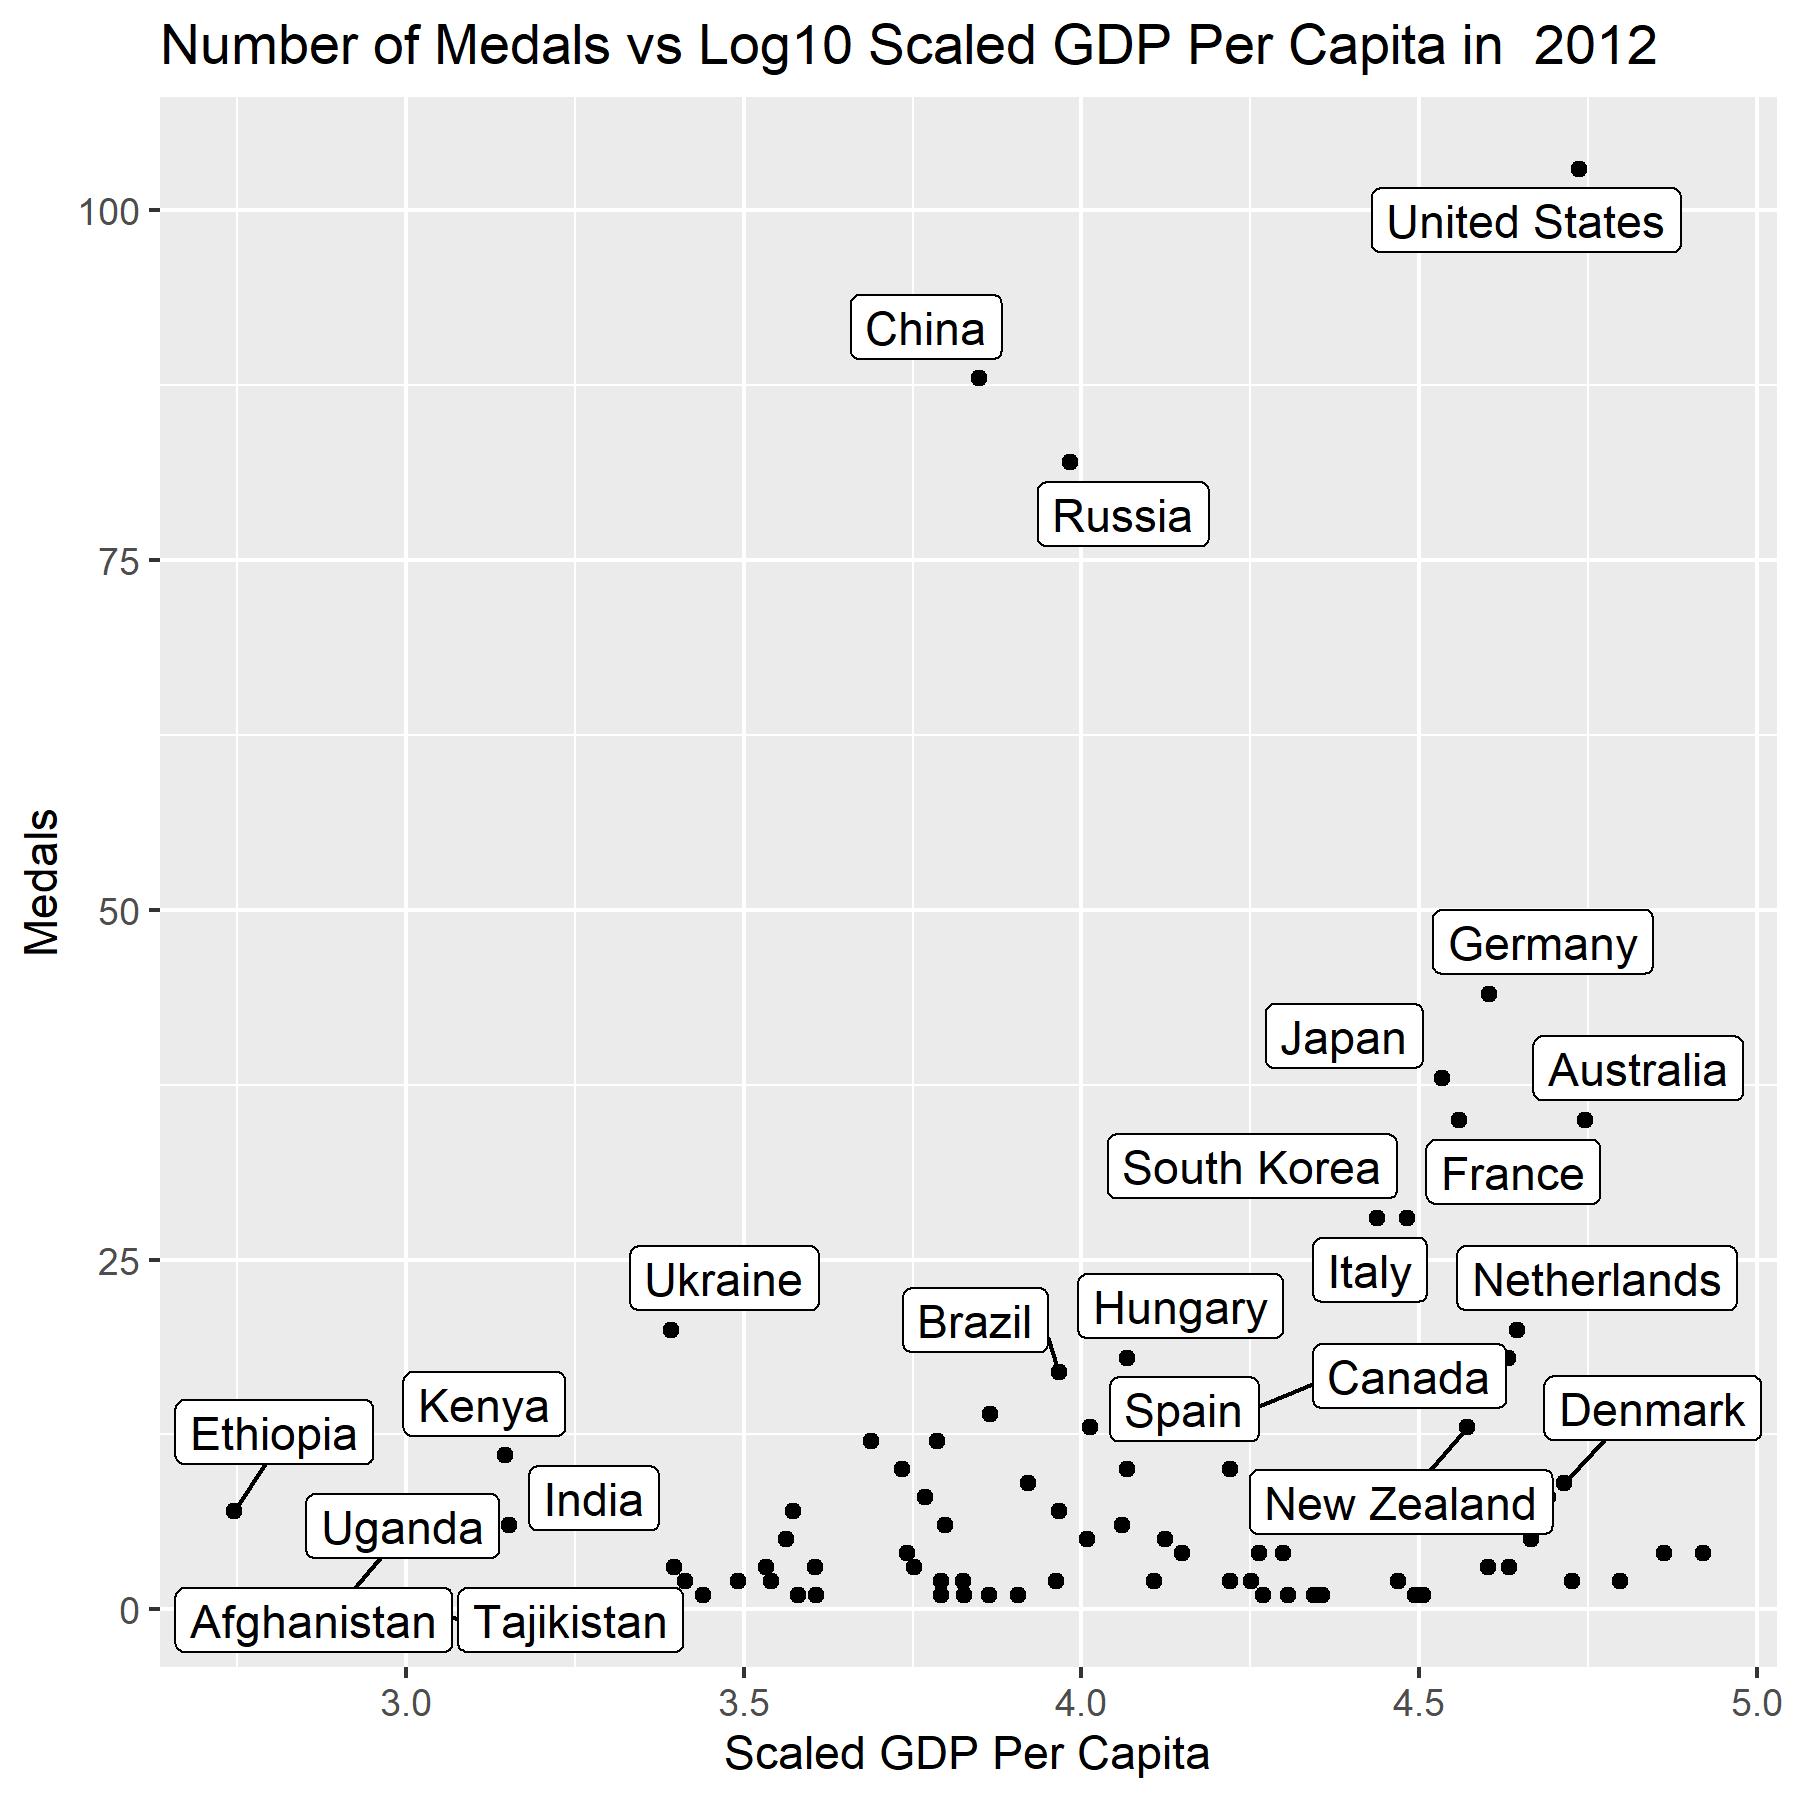 Number of Medals vs Log10 Scaled GDP Per Capita in  2012
Medals
100
75
50
25
0
United States
China
Russia
Germany
Japan
Australia
South Korea
France
Ukraine
Italy
Netherlands
Brazil
Hungary
Canada
Kenya
Spain
Denmark
Ethiopia
India
New Zealand
Uganda
Afghanistan
Tajikistan
3.0
3.5
4.0
4.5
5.0
Scaled GDP Per Capita